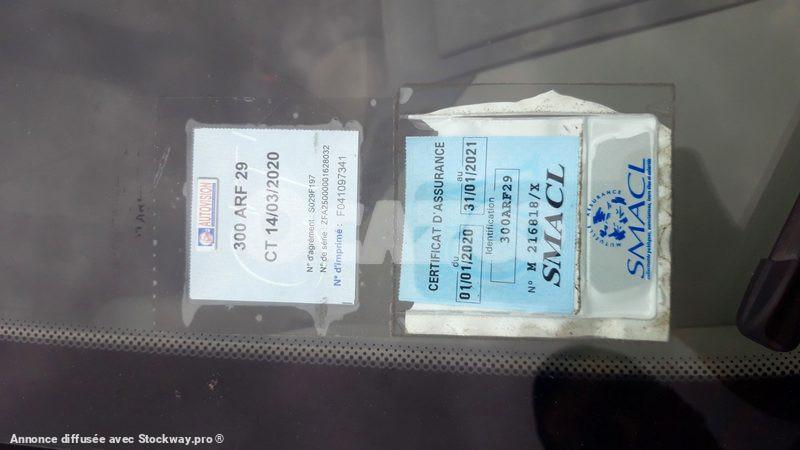 AUTOVISION
300 ARF 29
CT 14/03/2020
N° d'agrément : S029F197
N° de série : ZFA25000001628032
N° d'imprimé : F041097341
CERTIFICAT D'ASSURANCE
du
au
01/01/2020
31/01/2021
Identification
300ARF29
N° M 216818/X
SMACL
MUTUELLE ASSURANCE
SMACL
Annonce diffusée avec Stockway.pro ®